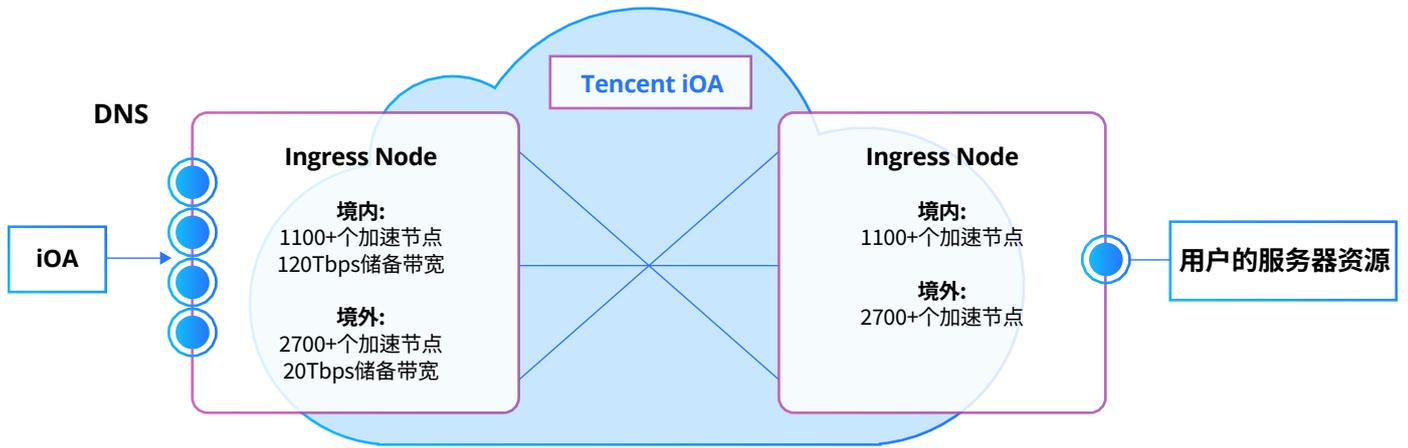 Tencent iOA
DNS
iOA
Ingress Node
境内:
1100+个加速节点
120Tbps储备带宽
境外:
2700+个加速节点
20Tbps储备带宽
Ingress Node
境内:
1100+个加速节点
境外:
2700+个加速节点
用户的服务器资源